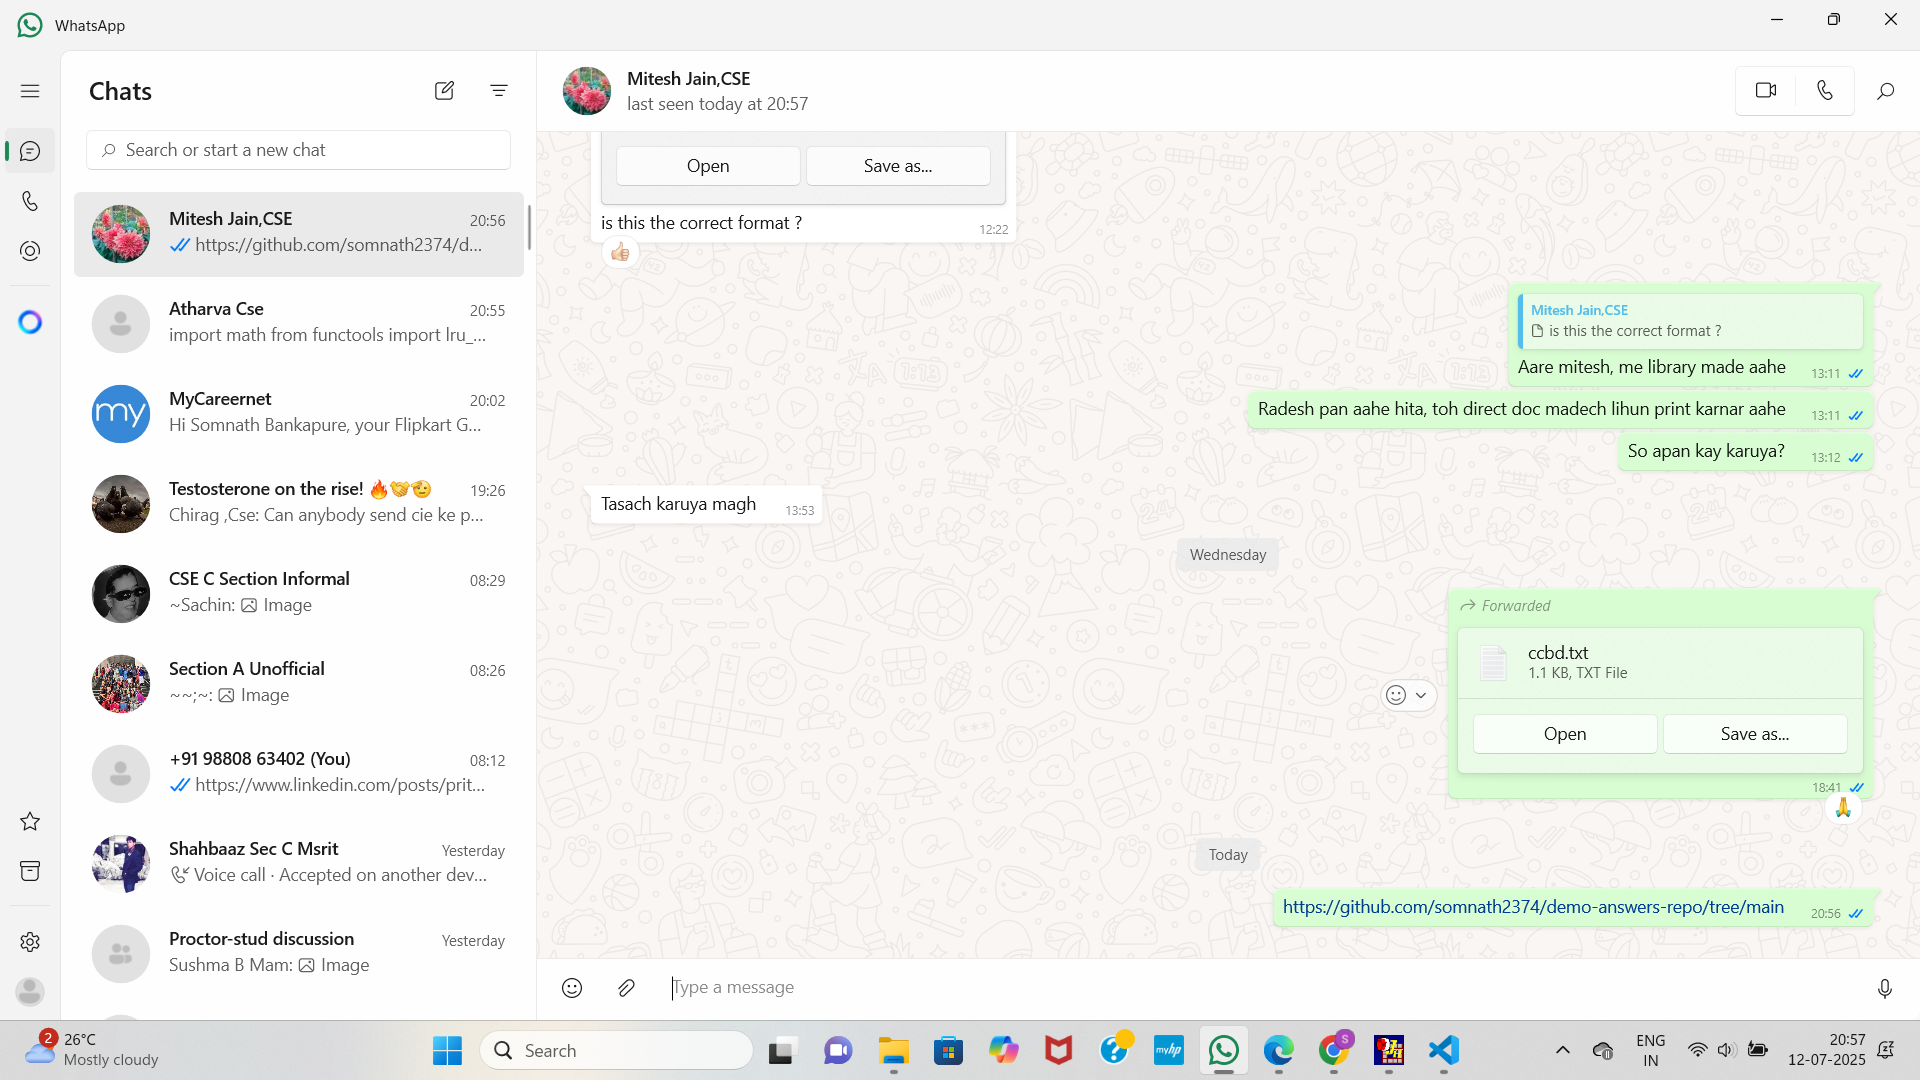 WhatsApp
Chats
Search or start a new chat
Mitesh Jain,CSE
20:56
https://github.com/somnath2374/d...
Atharva Cse
20:55
import math from functools import lru_...
my
MyCareernet
20:02
Hi Somnath Bankapure, your Flipkart G...
Testosterone on the rise! 🔥🤝🫡
19:26
Chirag ,Cse: Can anybody send cie ke p...
CSE C Section Informal
08:29
~Sachin: Image
Section A Unofficial
08:26
~~;~: Image
+91 98808 63402 (You)
08:12
https://www.linkedin.com/posts/prit...
Shahbaaz Sec C Msrit
Yesterday
Voice call · Accepted on another dev...
Proctor-stud discussion
Yesterday
Sushma B Mam: Image
Mitesh Jain,CSE
last seen today at 20:57
Open
Save as...
is this the correct format ?
12:22
Mitesh Jain,CSE
is this the correct format ?
Aare mitesh, me library made aahe
13:11
Radesh pan aahe hita, toh direct doc madech lihun print karnar aahe
13:11
So apan kay karuya?
13:12
Tasach karuya magh
13:53
Wednesday
Forwarded
ccbd.txt
1.1 KB, TXT File
Open
Save as...
18:41
Today
https://github.com/somnath2374/demo-answers-repo/tree/main
20:56
Type a message
2
26°C
Mostly cloudy
Search
myhp
S
ENG
IN
20:57
12-07-2025